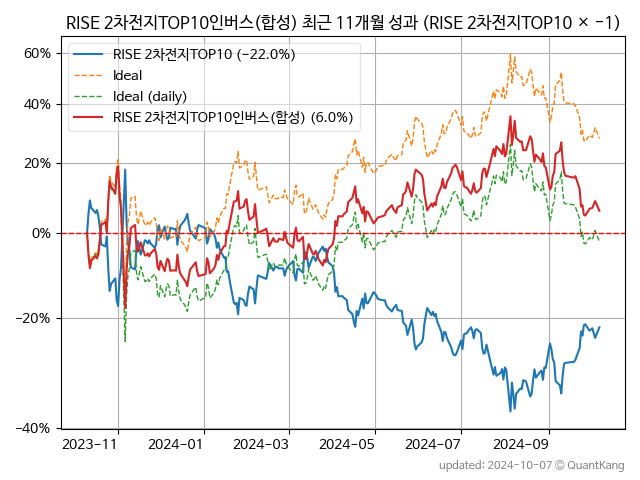 RISE 2차전지TOP10인버스(합성) 최근 11개월 성과 (RISE 2차전지TOP10 × −1)
RISE 2차전지TOP10 (−22.0%)
Ideal
Ideal (daily)
RISE 2차전지TOP10인버스(합성) (6.0%)
60%
40%
20%
0%
−20%
−40%
2023-11
2024-01
2024-03
2024-05
2024-07
2024-09
updated: 2024-10-07 © QuantKang